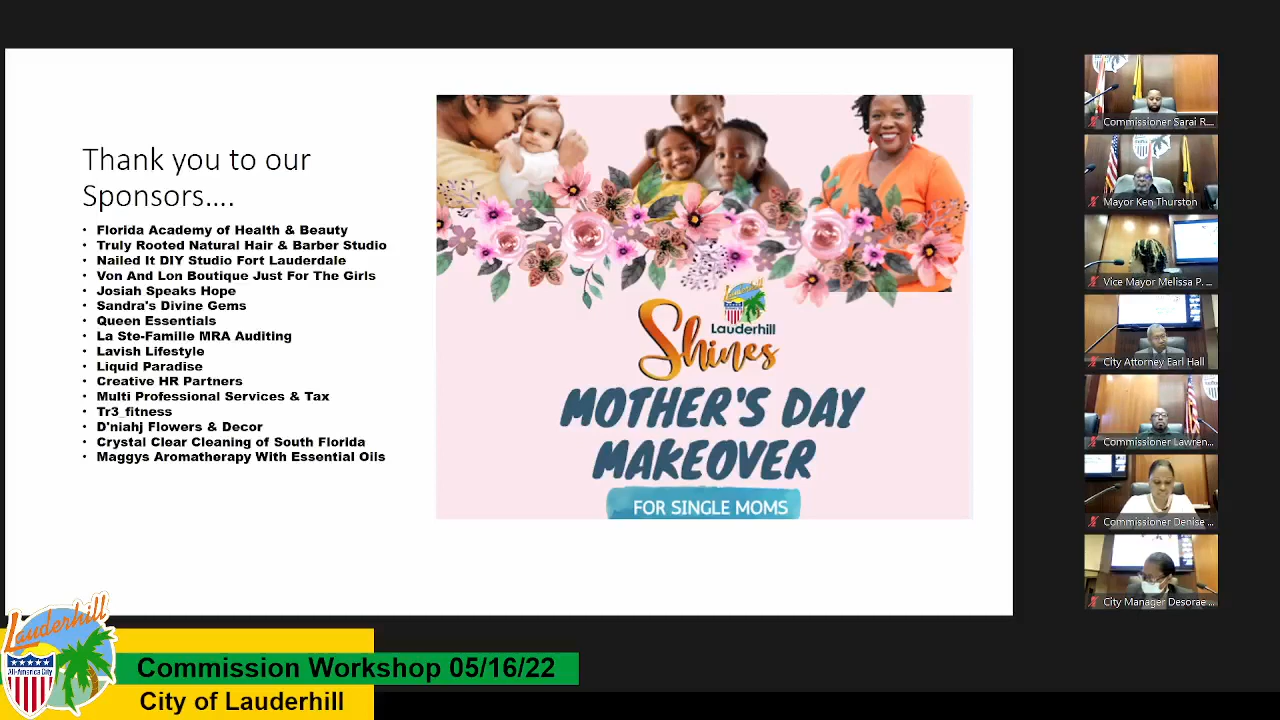 Thank you to our
Sponsors....
• Florida Academy of Health & Beauty
• Truly Rooted Natural Hair & Barber Studio
• Nailed It DIY Studio Fort Lauderdale
• Von And Lon Boutique Just For The Girls
• Josiah Speaks Hope
• Sandra's Divine Gems
• Queen Essentials
• La Ste-Famille MRA Auditing
• Lavish Lifestyle
• Liquid Paradise
• Creative HR Partners
• Multi Professional Services & Tax
• Tr3_fitness
• D'niahj Flowers & Decor
• Crystal Clear Cleaning of South Florida
• Maggys Aromatherapy With Essential Oils
Lauderhill
Lauderhill
Shines
MOTHER'S DAY
MAKEOVER
FOR SINGLE MOMS
Commissioner Sarai R...
Mayor Ken Thurston
Vice Mayor Melissa P. ...
City Attorney Earl Hall
Commissioner Lawren...
Commissioner Denise ...
City Manager Desorae ...
Lauderhill
All-America City
Commission Workshop 05/16/22
City of Lauderhill